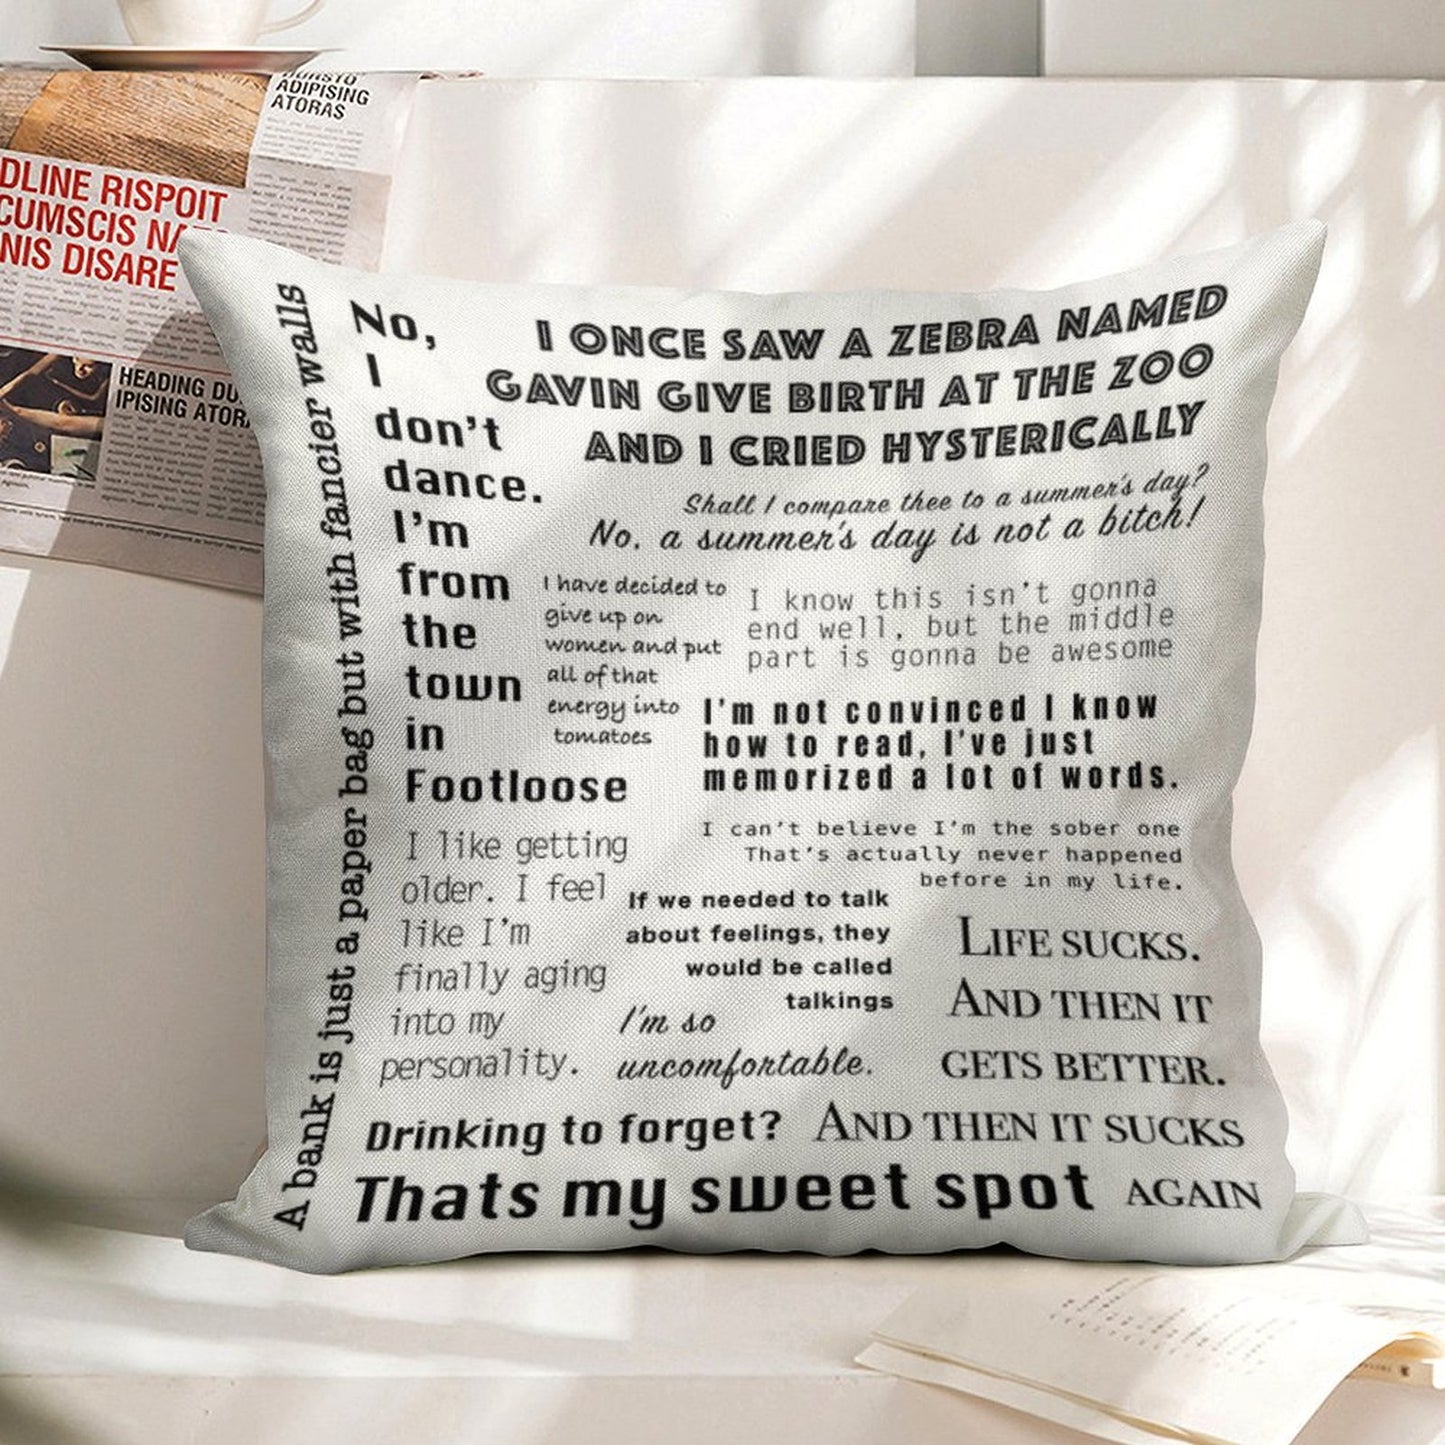 ADIPISING
ATORAS
DLINE RISPOIT
CUMSCIS
NIS DISARE
HEADING
IPISING ATOR
A bank is just a paper bag but with fancier walls
No,
I
don't
dance.
I'm
from
the
town
in
Footloose
I ONCE SAW A ZEBRA NAMED
GAVIN GIVE BIRTH AT THE ZOO
AND I CRIED HYSTERICALLY
Shall I compare thee to a summer's day?
No, a summer's day is not a bitch!
I have decided to
give up on
women and put
all of that
energy into
tomatoes
I know this isn't gonna
end well, but the middle
part is gonna be awesome
I'm not convinced I know
how to read, I've just
memorized a lot of words.
I can't believe I'm the sober one
That's actually never happened
before in my life.
I like getting
older. I feel
like I'm
finally aging
into my
personality.
If we needed to talk
about feelings, they
would be called
talkings
I'm so
uncomfortable.
LIFE SUCKS.
AND THEN IT
GETS BETTER.
AND THEN IT SUCKS
AGAIN
Drinking to forget?
Thats my sweet spot